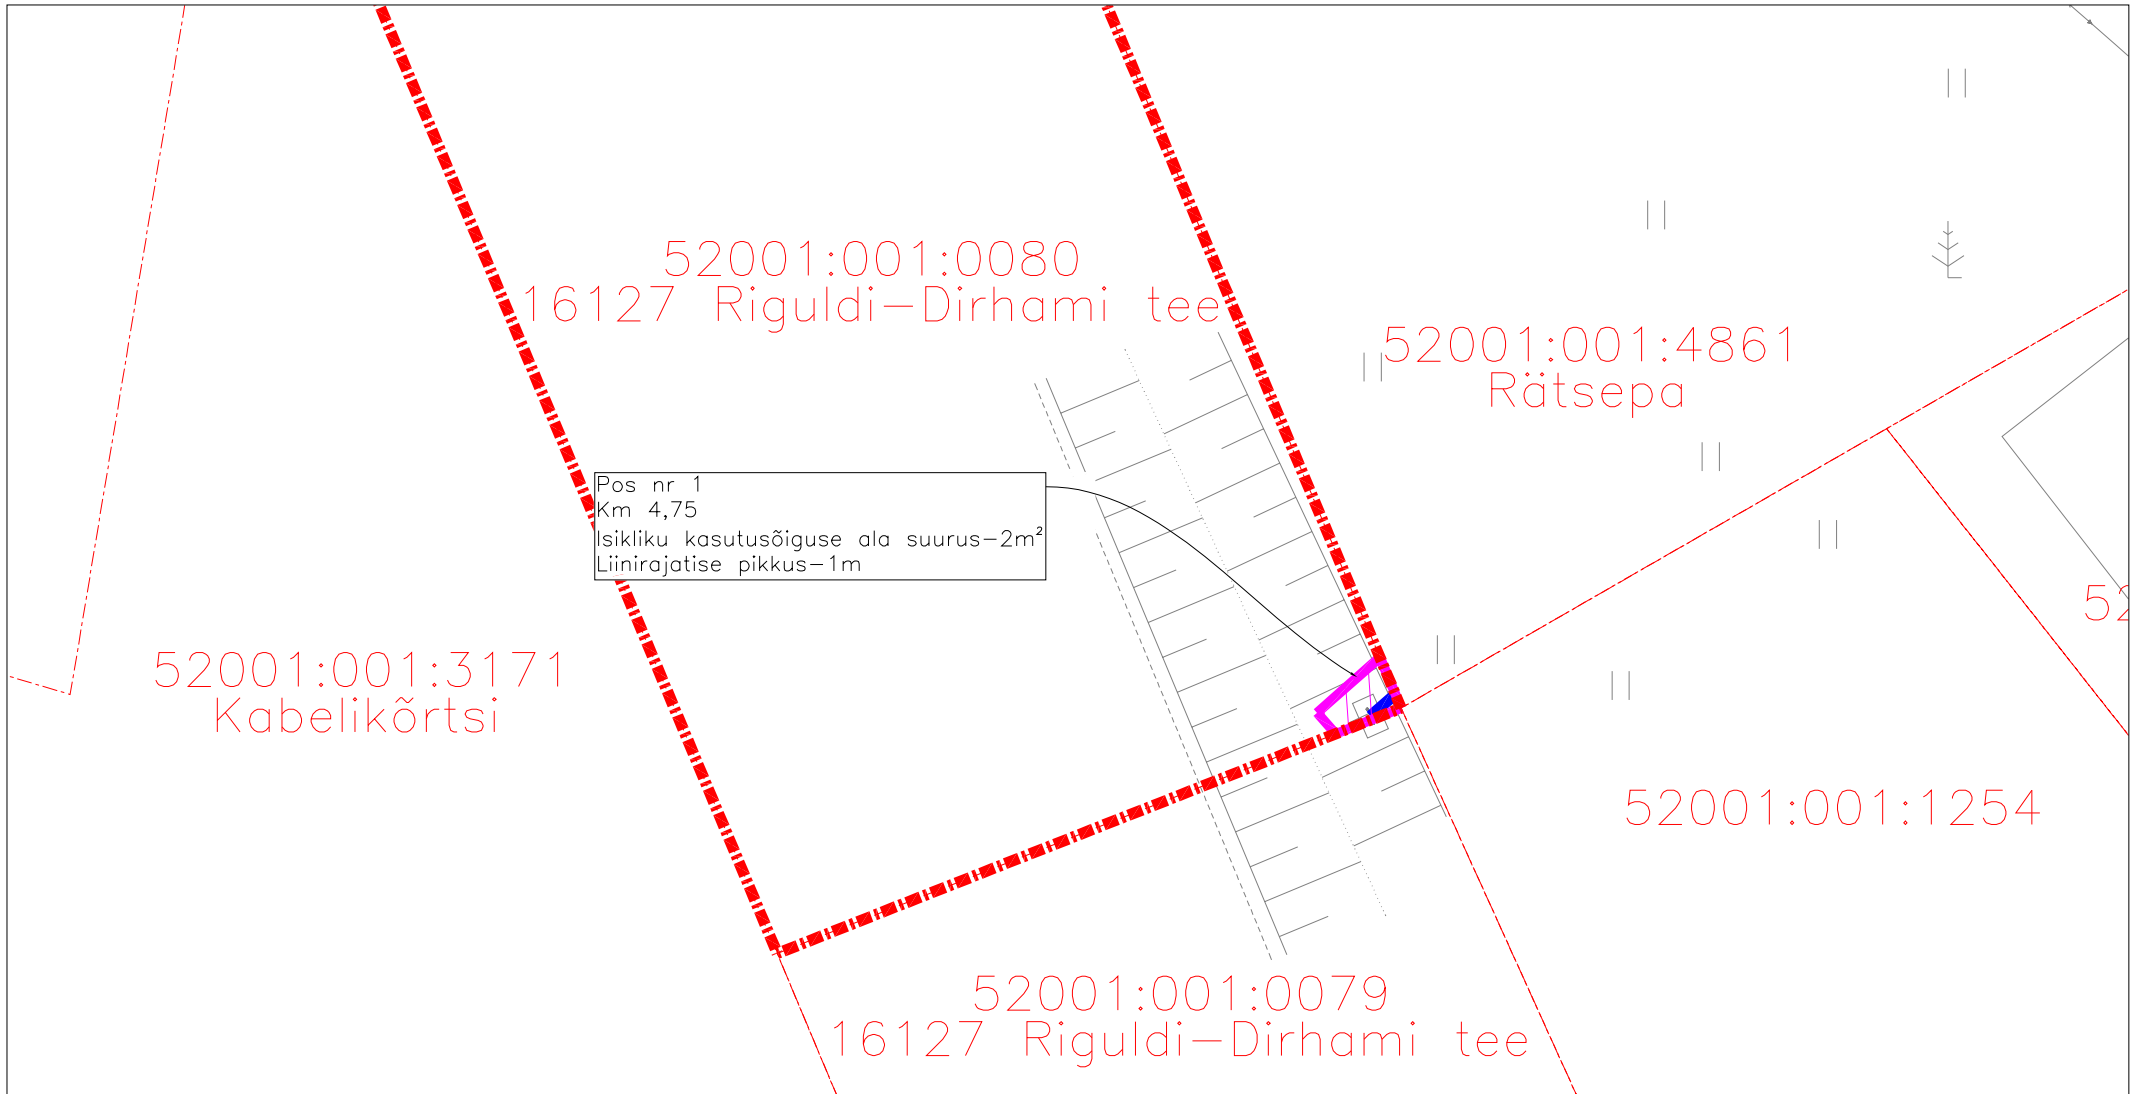 52001:001:0080
16127 Riguldi-Dirhami tee
52001:001:4861
Rätsepa
Pos nr 1
Km 4,75
Isikliku kasutusõiguse ala suurus-2m²
Liinirajatise pikkus-1m
52001:001:3171
Kabelikõrtsi
52001:001:1254
52001:001:0079
16127 Riguldi-Dirhami tee